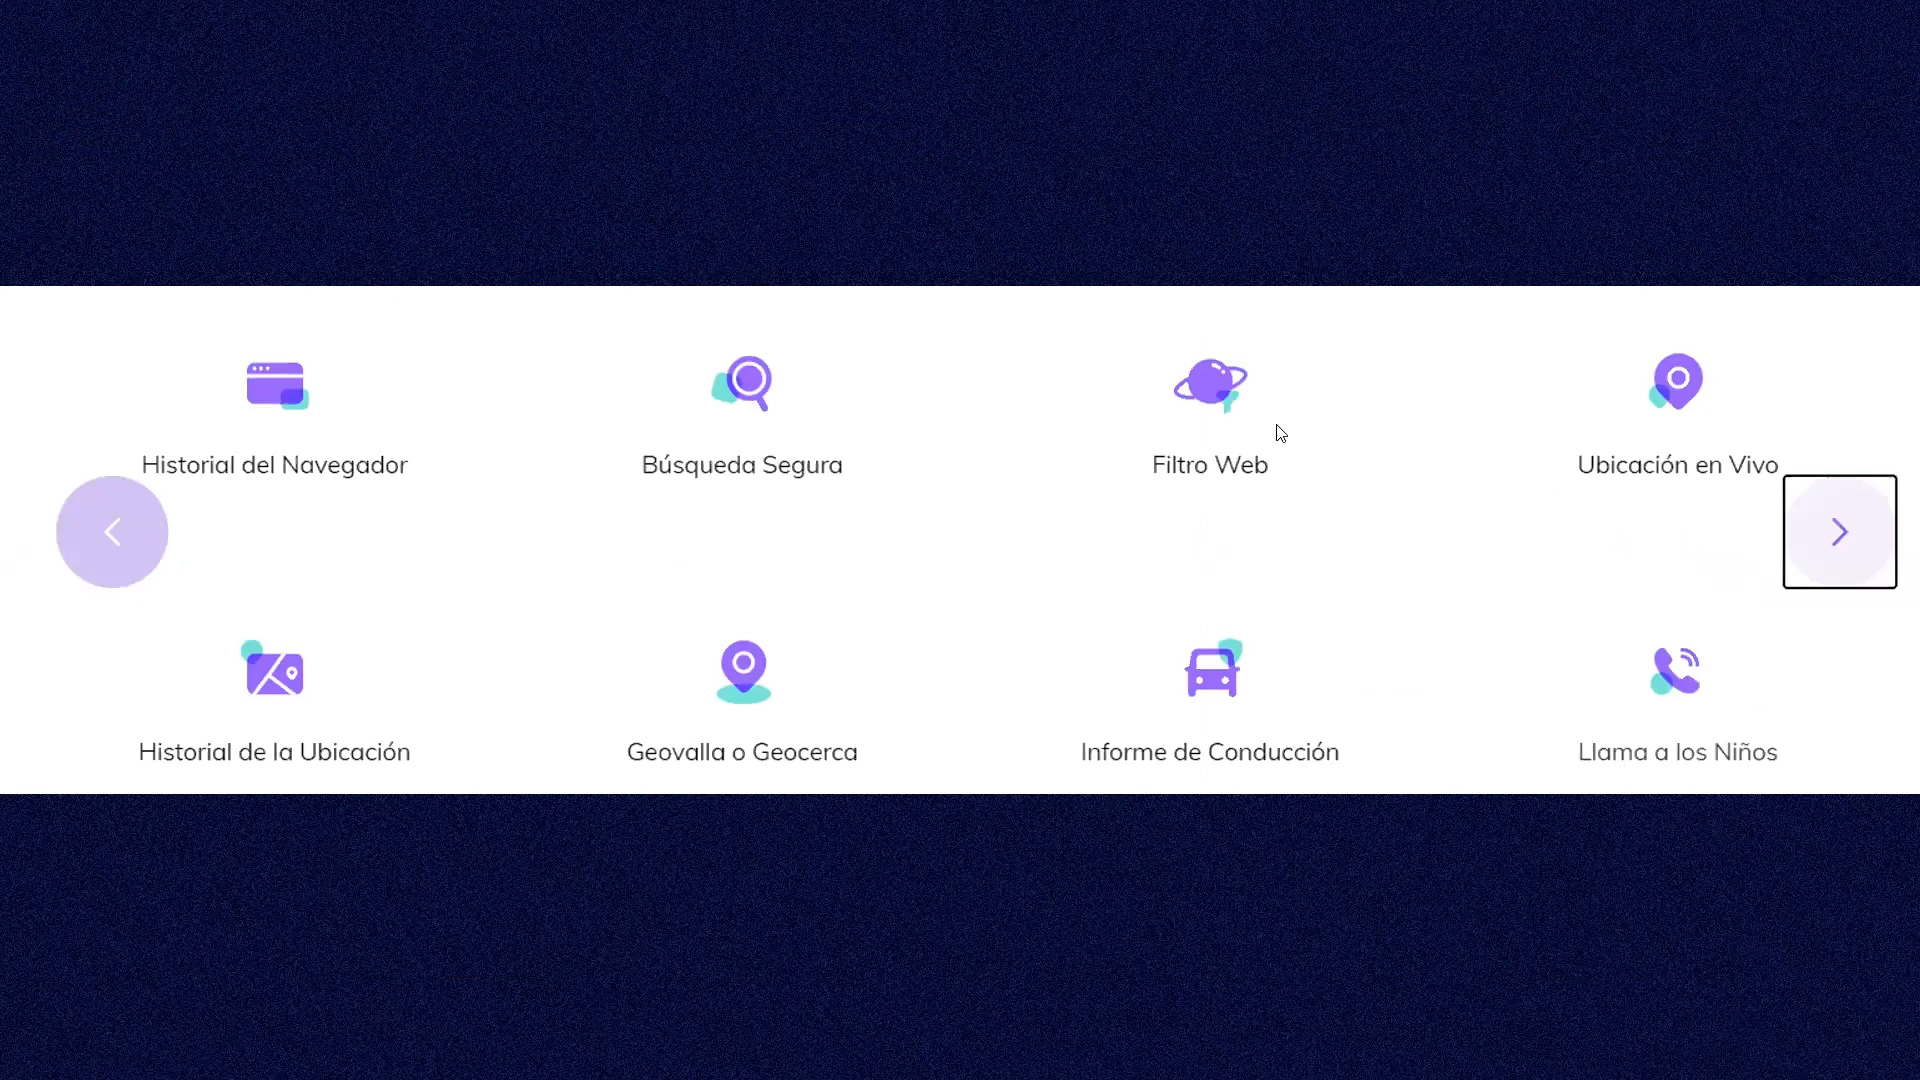 Historial del Navegador
Búsqueda Segura
Filtro Web
Ubicación en Vivo
Historial de la Ubicación
Geovalla o Geocerca
Informe de Conducción
Llama a los Niños